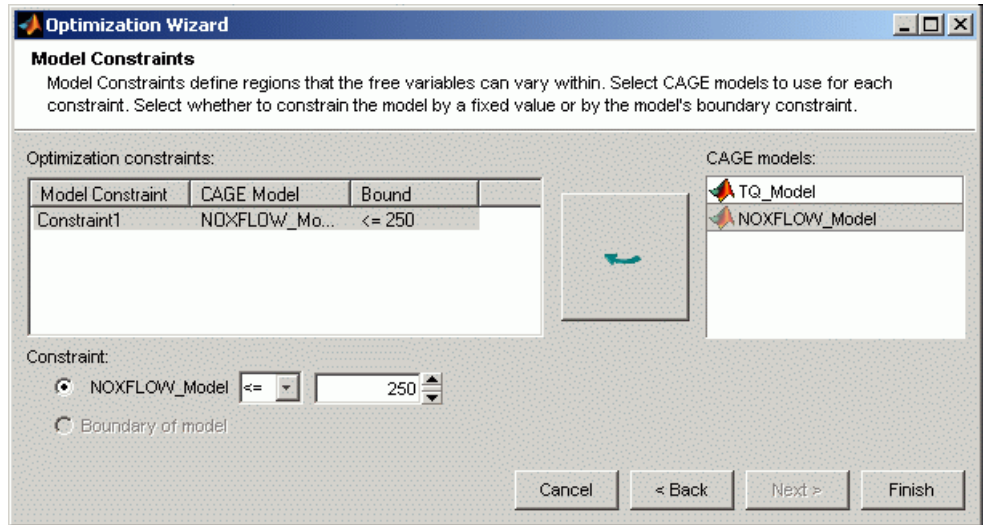 Optimization Wizard
Model Constraints
Model Constraints define regions that the free variables can vary within. Select CAGE models to use for each
constraint. Select whether to constrain the model by a fixed value or by the model's boundary constraint.
Optimization constraints:
CAGE models:
Model Constraint CAGE Model Bound
Constraint1 NOXFLOW_Mo... <= 250
TQ_Model
NOXFLOW_Model
Constraint:
NOXFLOW_Model <= 250
Boundary of model
Cancel < Back Next > Finish